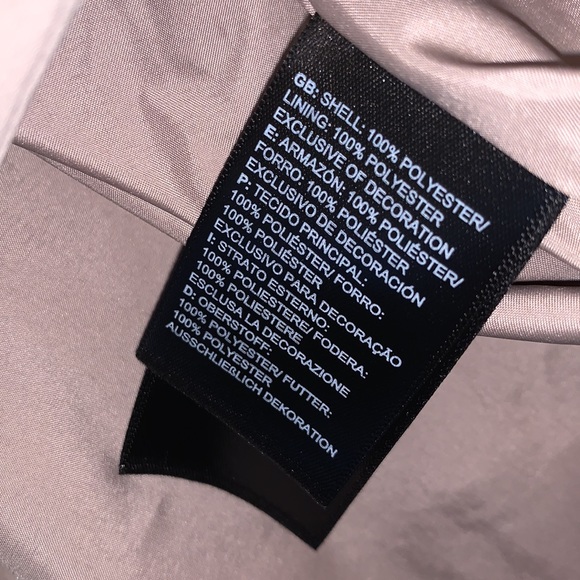 GB: SHELL: 100% POLYESTER/
LINING: 100% POLYESTER
EXCLUSIVE OF DECORATION
E: ARMAZÓN: 100% POLIÉSTER/
FORRO: 100% POLIÉSTER
EXCLUSIVO DE DECORACIÓN
P: TECIDO PRINCIPAL:
100% POLIÉSTER/ FORRO:
100% POLIÉSTER
EXCLUSIVO PARA DECORAÇÃO
I: STRATO ESTERNO:
100% POLIESTERE/ FODERA:
100% POLIESTERE
ESCLUSA LA DECORAZIONE
D: OBERSTOFF:
100% POLYESTER/ FUTTER:
100% POLYESTER
AUSSCHLIEßLICH DEKORATION